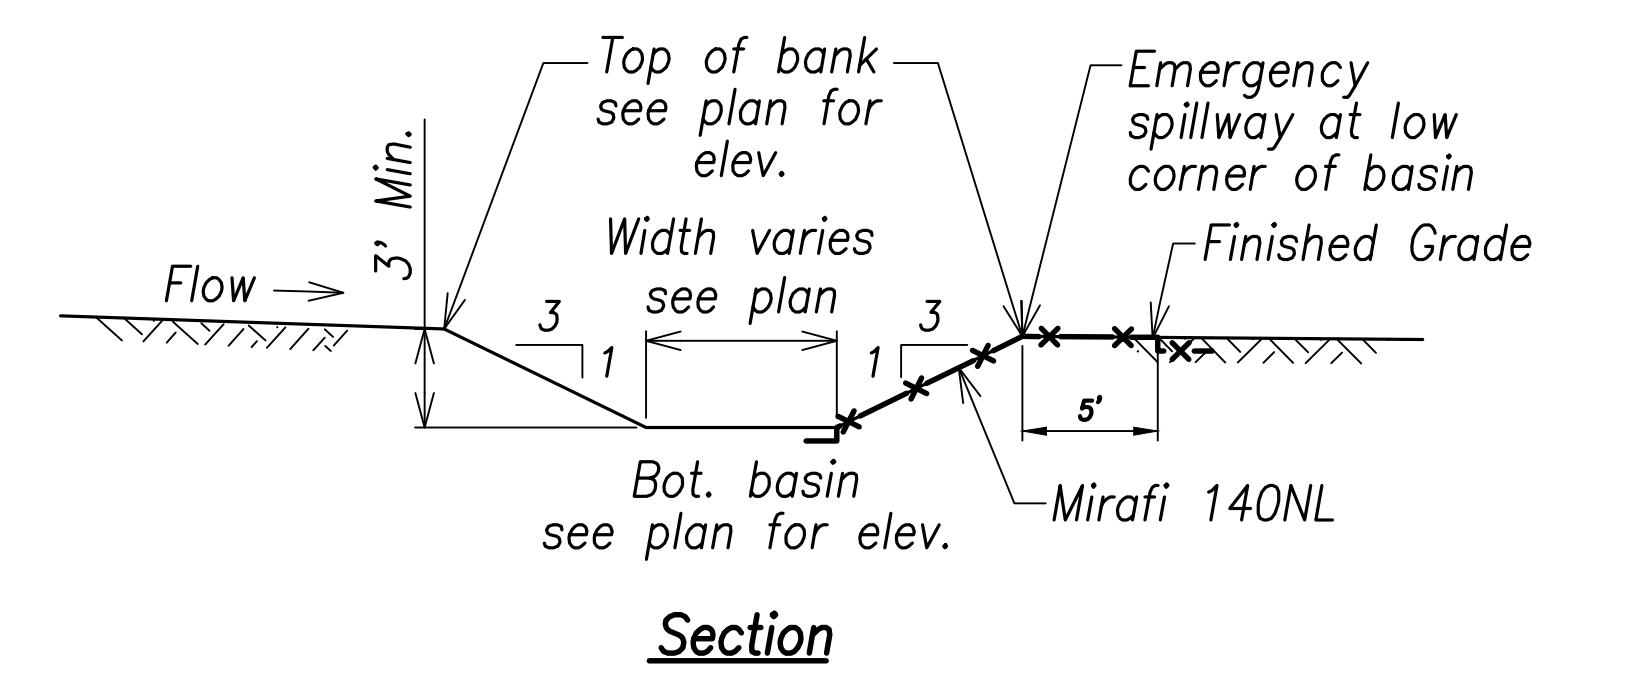 Top of bank
see plan for
elev.
Emergency
spillway at low
corner of basin
3' Min.
Width varies
see plan
Finished Grade
Flow
3
1
3
1
5'
Bot. basin
see plan for elev.
Mirafi 140NL
Section